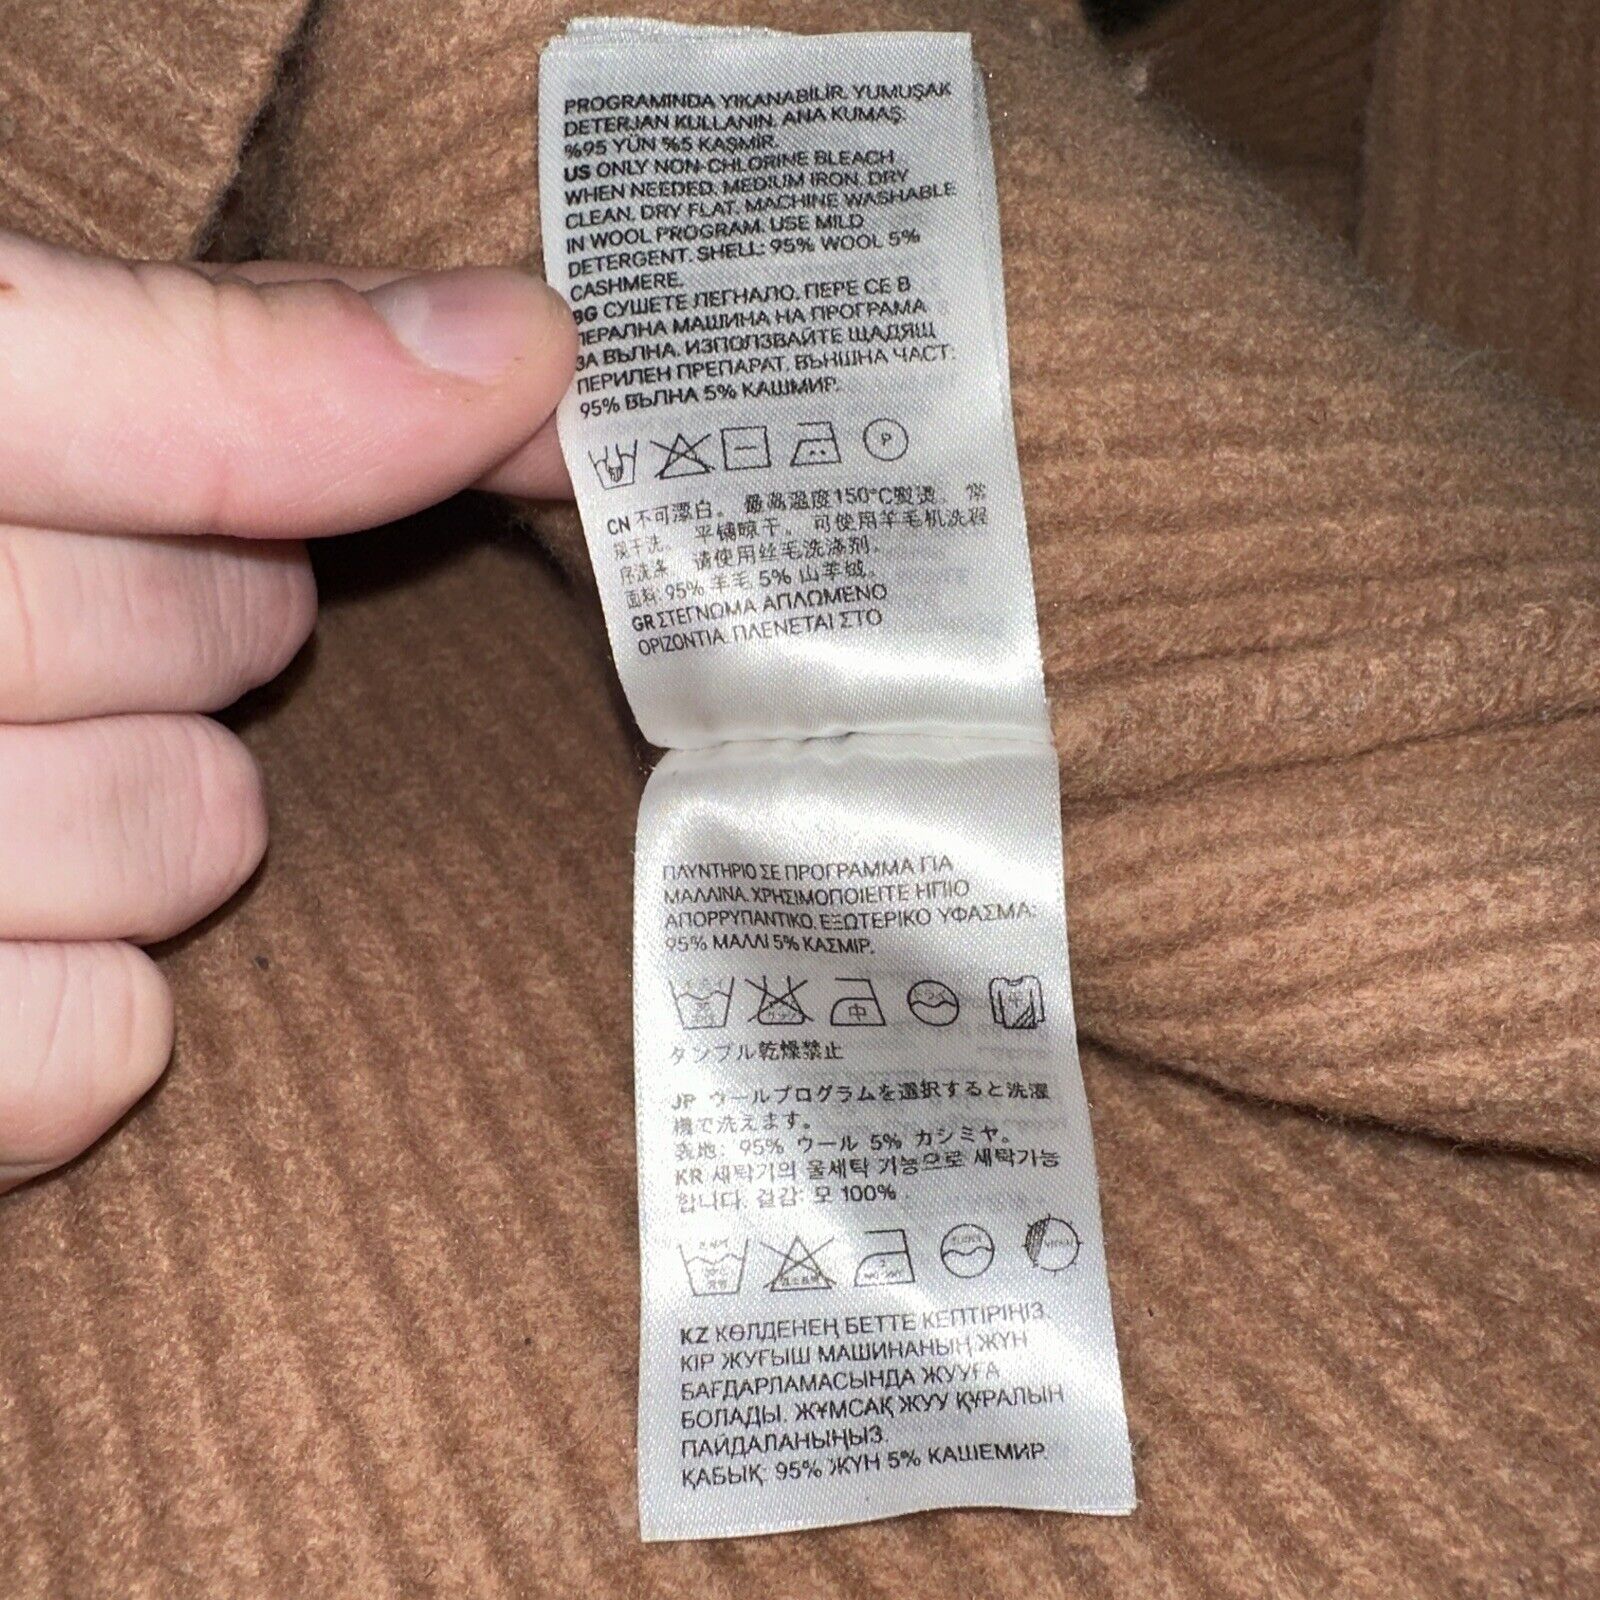 PROGRAMINDA YIKANABİLİR. YUMUŞAK
DETERJAN KULLANIN. ANA KUMAŞ:
%95 YÜN %5 KAŞMİR.
US ONLY NON-CHLORINE BLEACH
WHEN NEEDED. MEDIUM IRON. DRY
CLEAN. DRY FLAT. MACHINE WASHABLE
IN WOOL PROGRAM. USE MILD
DETERGENT. SHELL: 95% WOOL 5%
CASHMERE.
BG СУШЕТЕ ЛЕГНАЛО. ПЕРЕ СЕ В
ПЕРАЛНА МАШИНА НА ПРОГРАМА
ЗА ВЪЛНА. ИЗПОЛЗВАЙТЕ ЩАДЯЩ
ПЕРИЛЕН ПРЕПАРАТ. ВЪНШНА ЧАСТ:
95% ВЪЛНА 5% КАШМИР.
P
CN 不可漂白。 最高温度150°C熨烫。 常
规干洗。 平铺晾干。 可使用羊毛机洗程
序洗涤。 请使用丝毛洗涤剂。
面料: 95% 羊毛 5% 山羊绒。
GR ΣΤΕΓΝΩΜΑ ΑΠΛΩΜΕΝΟ
ΟΡΙΖΟΝΤΙΑ. ΠΛΕΝΕΤΑΙ ΣΤΟ
ΠΛΥΝΤΗΡΙΟ ΣΕ ΠΡΟΓΡΑΜΜΑ ΓΙΑ
ΜΑΛΛΙΝΑ. ΧΡΗΣΙΜΟΠΟΙΕΙΤΕ ΗΠΙΟ
ΑΠΟΡΡΥΠΑΝΤΙΚΟ. ΕΞΩΤΕΡΙΚΟ ΥΦΑΣΜΑ:
95% ΜΑΛΛΙ 5% ΚΑΣΜΙΡ.
中
タンブル乾燥禁止
JP ウールプログラムを選択すると洗濯
機で洗えます。
表地: 95% ウール 5% カシミヤ。
KR 세탁기의 울세탁 기능으로 세탁가능
합니다. 겉감: 모 100%
KZ КӨЛДЕНЕҢ БЕТТЕ КЕПТІРІҢІЗ.
КІР ЖУҒЫШ МАШИНАНЫҢ ЖҮН
БАҒДАРЛАМАСЫНДА ЖУУҒА
БОЛАДЫ. ЖҰМСАҚ ЖУУ ҚҰРАЛЫН
ПАЙДАЛАНЫҢЫЗ.
ҚАБЫҚ: 95% ЖҮН 5% КАШЕМИР.